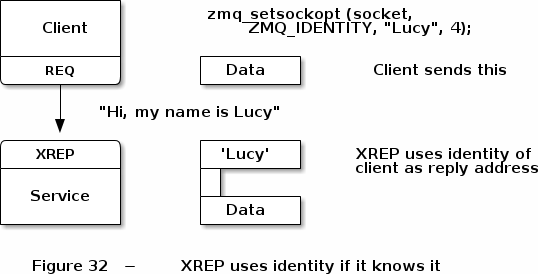 zmq_setsockopt (socket,
Client
ZMQ_IDENTITY, "Lucy", 4);
REQ
Data
Client sends this
"Hi, my name is Lucy"
XREP
'Lucy'
XREP uses identity of
client as reply address
Service
Data
Figure 32 – XREP uses identity if it knows it